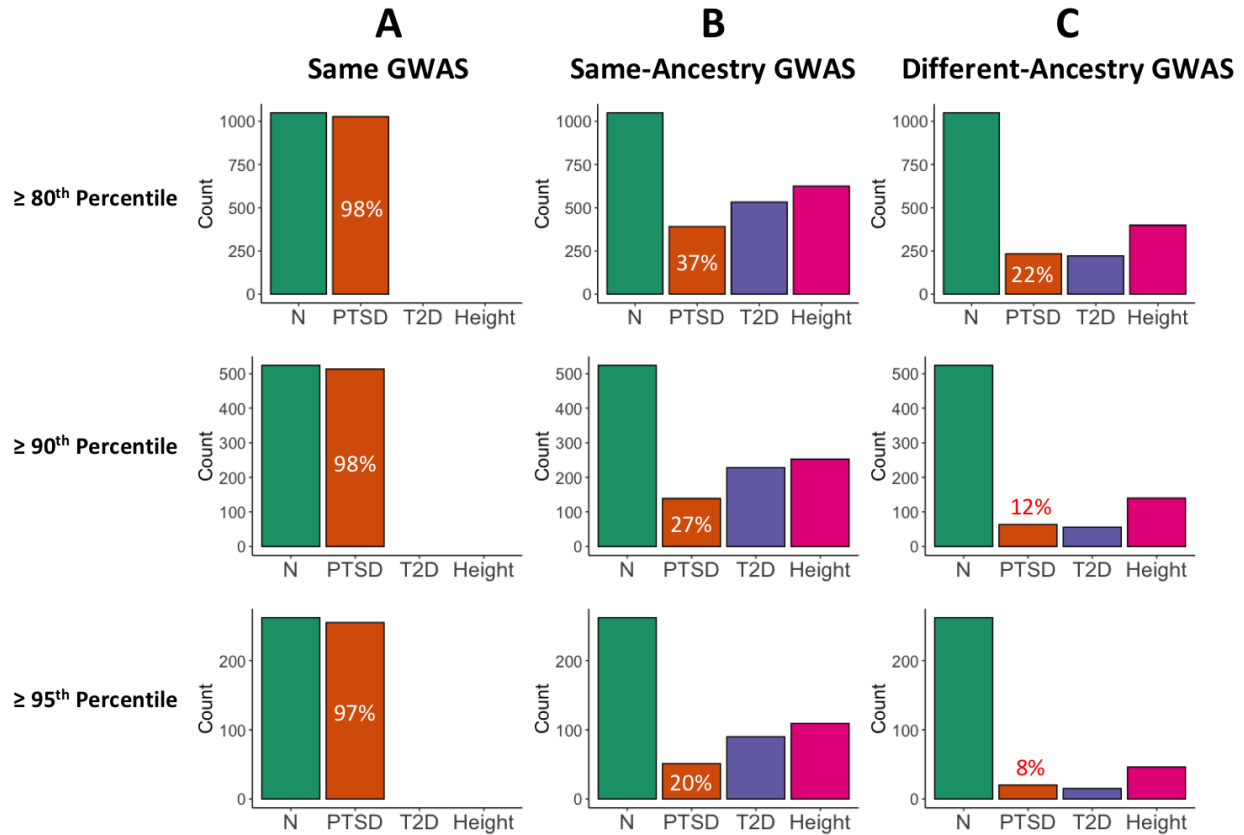 A
B
C
Same GWAS
Same-Ancestry GWAS
Different-Ancestry GWAS
≥ 80th Percentile
Count
1000
750
500
250
0
98%
N PTSD T2D Height
Count
1000
750
500
250
0
37%
N PTSD T2D Height
Count
1000
750
500
250
0
22%
N PTSD T2D Height
≥ 90th Percentile
Count
500
400
300
200
100
0
98%
N PTSD T2D Height
Count
500
400
300
200
100
0
27%
N PTSD T2D Height
Count
500
400
300
200
100
0
12%
N PTSD T2D Height
≥ 95th Percentile
Count
200
100
0
97%
N PTSD T2D Height
Count
200
100
0
20%
N PTSD T2D Height
Count
200
100
0
8%
N PTSD T2D Height